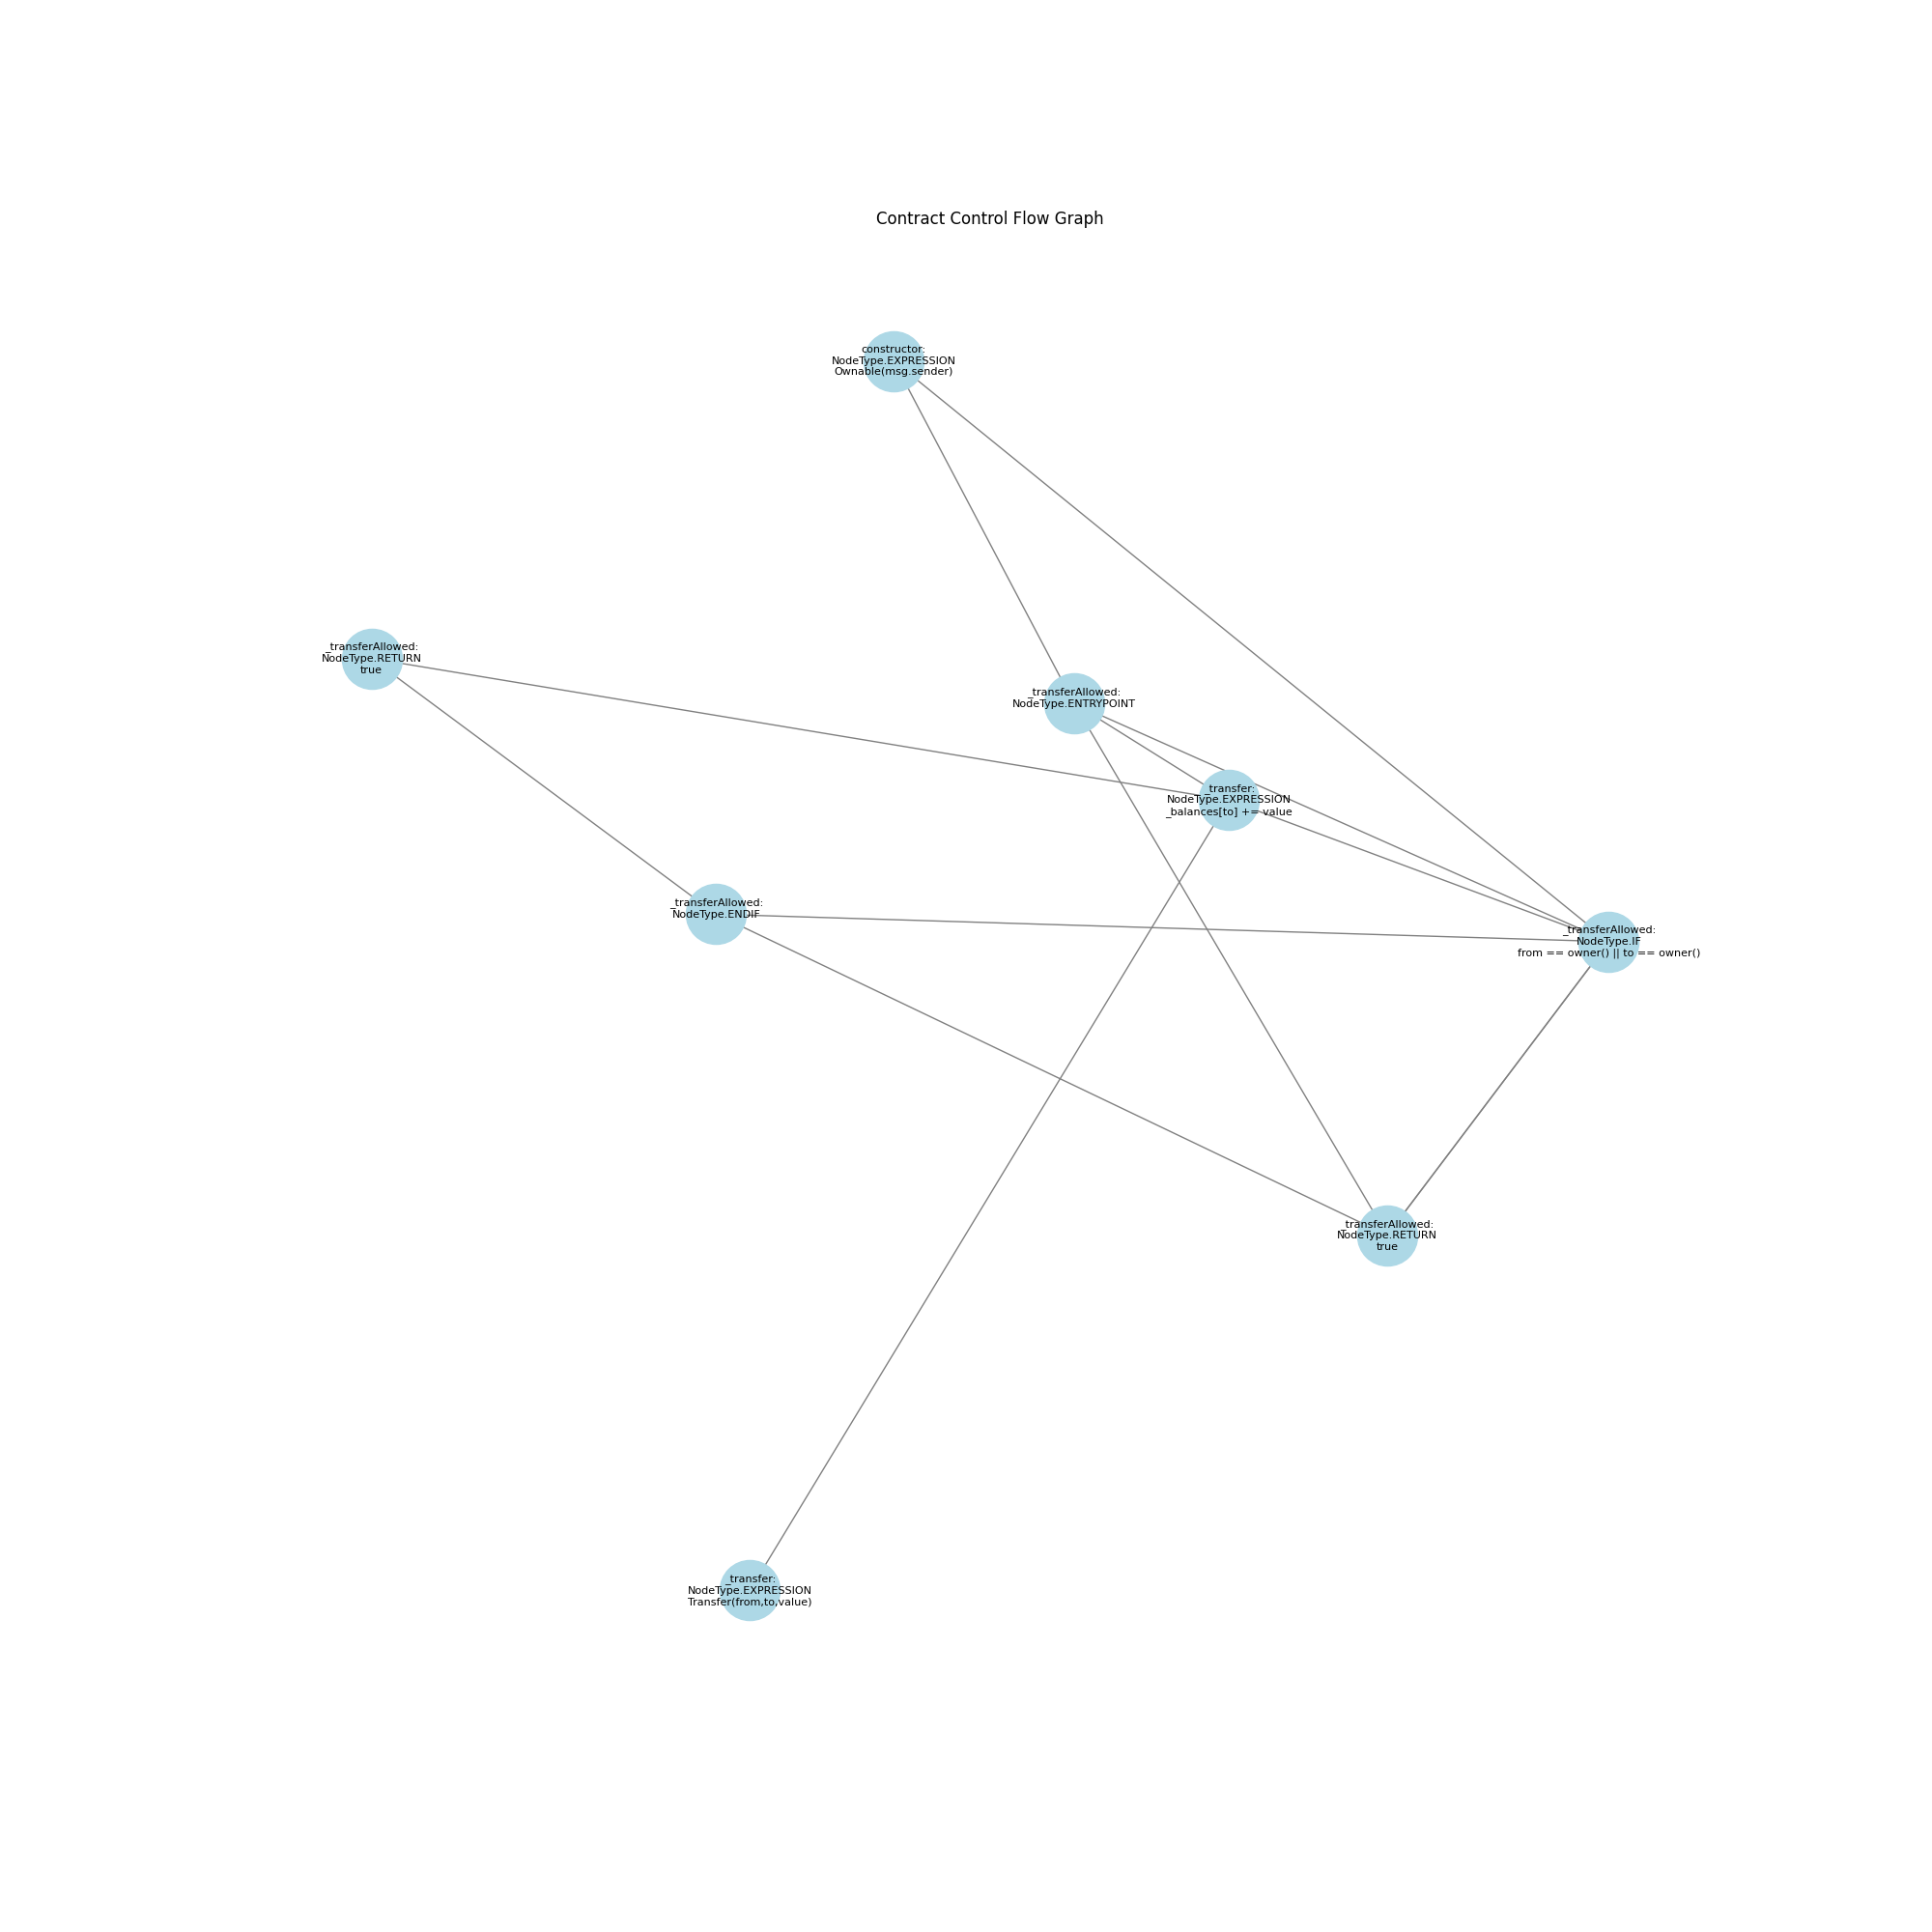 Contract Control Flow Graph
constructor:
NodeType.EXPRESSION
Ownable(msg.sender)
_transferAllowed:
NodeType.RETURN
true
_transferAllowed:
NodeType.ENTRYPOINT
_transfer:
NodeType.EXPRESSION
_balances[to] += value
_transferAllowed:
NodeType.ENDIF
_transferAllowed:
NodeType.IF
from == owner() || to == owner()
_transferAllowed:
NodeType.RETURN
true
_transfer:
NodeType.EXPRESSION
Transfer(from,to,value)